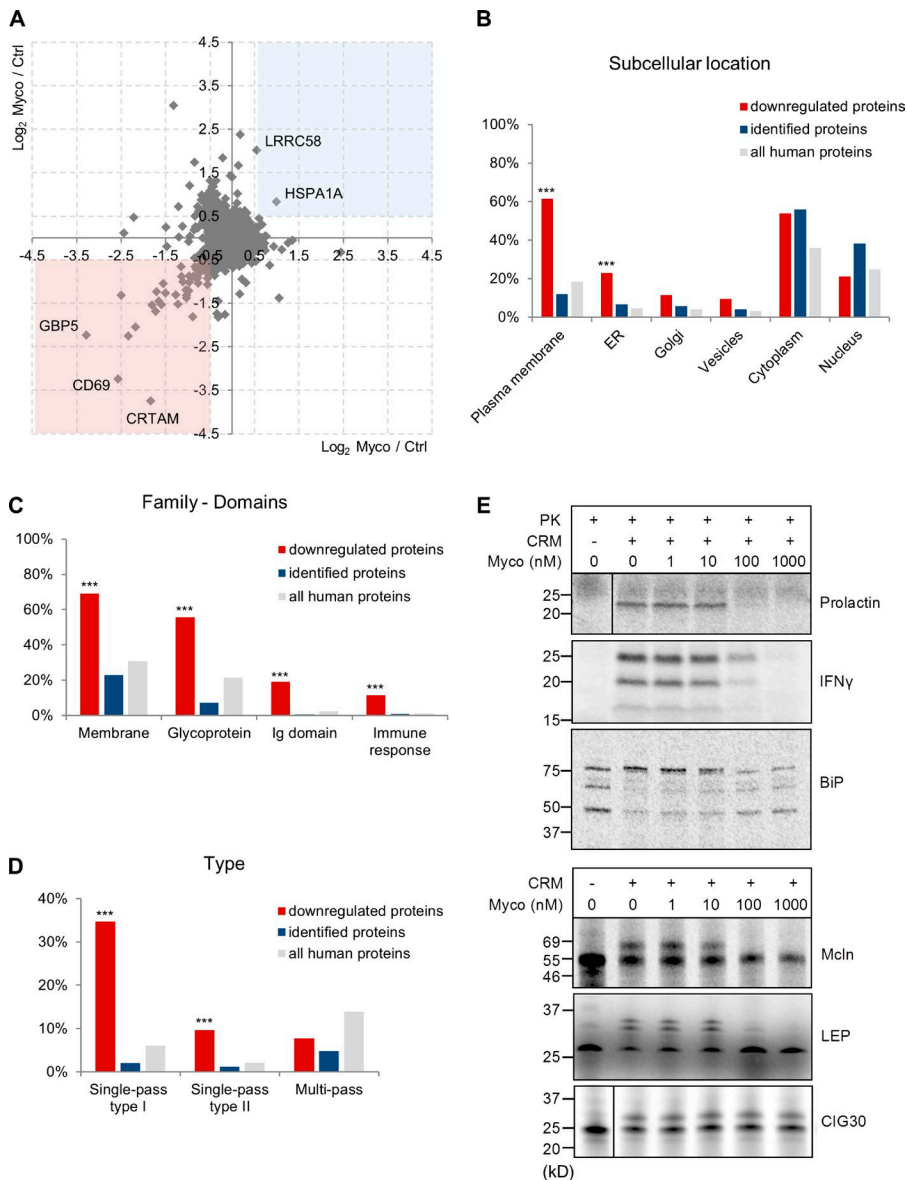 A
Log2 Myco / Ctrl
4.5
3.5
2.5
1.5
0.5
-4.5 -3.5 -2.5 -1.5 -0.5 0.5 1.5 2.5 3.5 4.5
-0.5
-1.5
-2.5
-3.5
-4.5
LRRC58
HSPA1A
GBP5
CD69
CRTAM
Log2 Myco / Ctrl
B
Subcellular location
downregulated proteins
identified proteins
all human proteins
100%
80%
60%
40%
20%
0%
***
***
Plasma membrane
ER
Golgi
Vesicles
Cytoplasm
Nucleus
C
Family - Domains
downregulated proteins
identified proteins
all human proteins
100%
80%
60%
40%
20%
0%
***
***
***
***
Membrane Glycoprotein Ig domain Immune
response
D
Type
downregulated proteins
identified proteins
all human proteins
40%
30%
20%
10%
0%
***
***
Single-pass Single-pass Multi-pass
type I type II
E
PK + + + + + +
CRM - + + + + +
Myco (nM) 0 0 1 10 100 1000
25
20
Prolactin
25
20
15
IFNγ
75
50
37
BiP
CRM - + + + + +
Myco (nM) 0 0 1 10 100 1000
69
55
46
Mcln
37
25
LEP
37
25
20
CIG30
(kD)